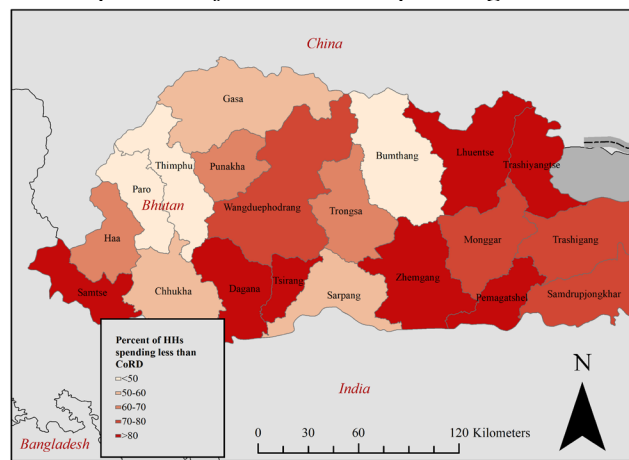 China
Gasa
Thimphu
Punakha
Bumthang
Lhuentse
Trashiyangtse
Paro
Bhutan
Wangduephodrang
Trongsa
Haa
Monggar
Trashigang
Samtse
Chhukha
Dagana
Tsirang
Sarpang
Zhemgang
Pemagatshel
Samdrupjongkhar
Percent of HHs
spending less than
CoRD
<50
50-60
60-70
70-80
>80
India
Bangladesh
N
0 30 60 120 Kilometers